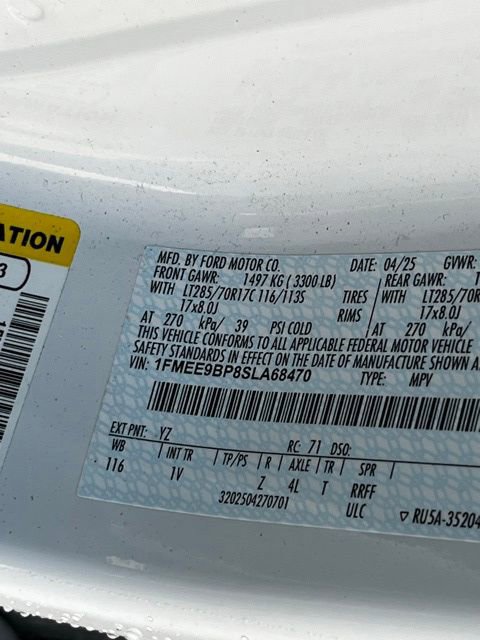 ATION
3
MFD. BY FORD MOTOR CO. DATE: 04/25 GVWR:
FRONT GAWR: 1497 KG (3300 LB) REAR GAWR:
WITH LT285/70R17C 116/113S TIRES WITH LT285/70R
17x8.0J RIMS 17x8.0J
AT 270 kPa/ 39 PSI COLD AT 270 kPa/
THIS VEHICLE CONFORMS TO ALL APPLICABLE FEDERAL MOTOR VEHICLE
SAFETY STANDARDS IN EFFECT ON THE DATE OF MANUFACTURE SHOWN A
VIN: 1FMEE9BP8SLA68470 TYPE: MPV
EXT PNT: YZ RC: 71 DSO:
WB INT TR TP/PS R AXLE TR SPR
116 1V Z 4L T RRFF
3202504270701 ULC ▽ RU5A-35204